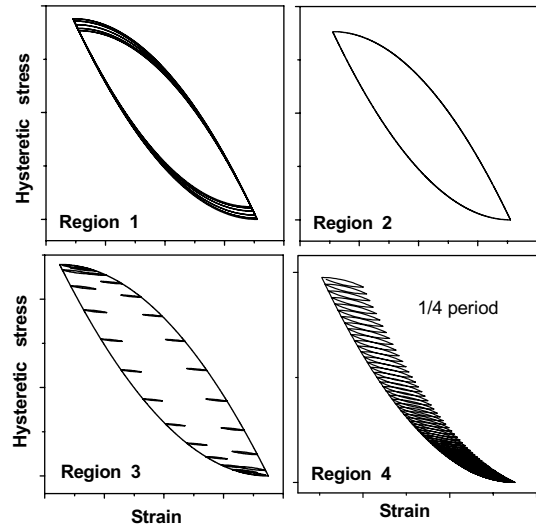 Hysteretic stress
Region 1
Region 2
Hysteretic stress
Region 3
1/4 period
Region 4
Strain
Strain